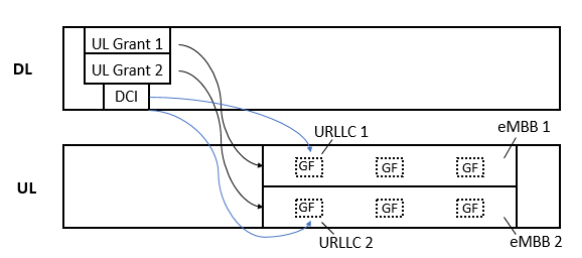 UL Grant 1
DL
UL Grant 2
DCI
URLLC 1
eMBB 1
GF GF GF
UL
GF GF GF
URLLC 2
eMBB 2